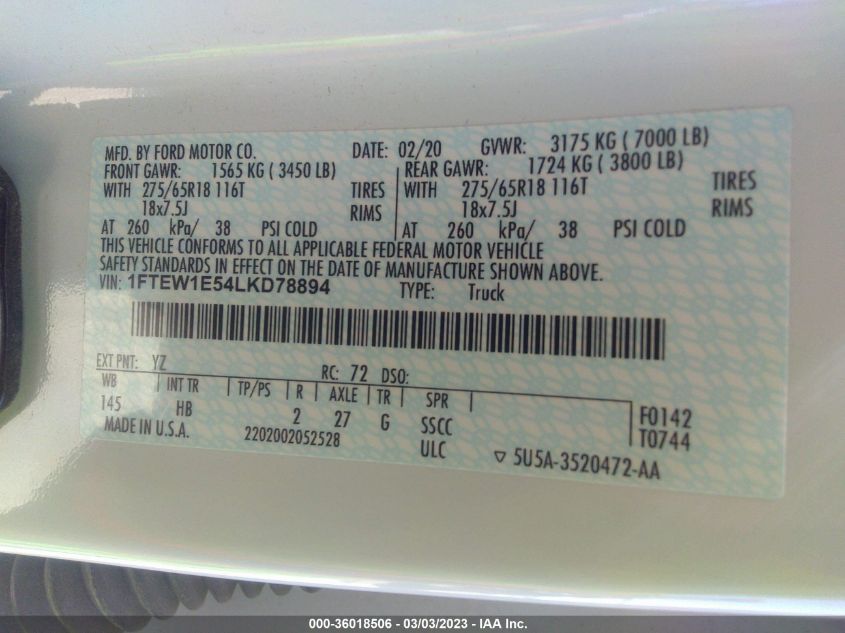 MFD. BY FORD MOTOR CO. DATE: 02/20 GVWR: 3175 KG ( 7000 LB)
FRONT GAWR: 1565 KG ( 3450 LB) REAR GAWR: 1724 KG ( 3800 LB)
WITH 275/65R18 116T TIRES WITH 275/65R18 116T TIRES
18x7.5J RIMS 18x7.5J RIMS
AT 260 kPa/ 38 PSI COLD AT 260 kPa/ 38 PSI COLD
THIS VEHICLE CONFORMS TO ALL APPLICABLE FEDERAL MOTOR VEHICLE
SAFETY STANDARDS IN EFFECT ON THE DATE OF MANUFACTURE SHOWN ABOVE.
VIN: 1FTEW1E54LKD78894 TYPE: Truck
EXT PNT: YZ RC: 72 DSO:
WB INT TR TP/PS R AXLE TR SPR
145 HB 2 27 G SSCC F0142
MADE IN U.S.A. 2202002052528 ULC T0744
▽ 5U5A-3520472-AA
000-36018506 - 03/03/2023 - © IAA Inc.